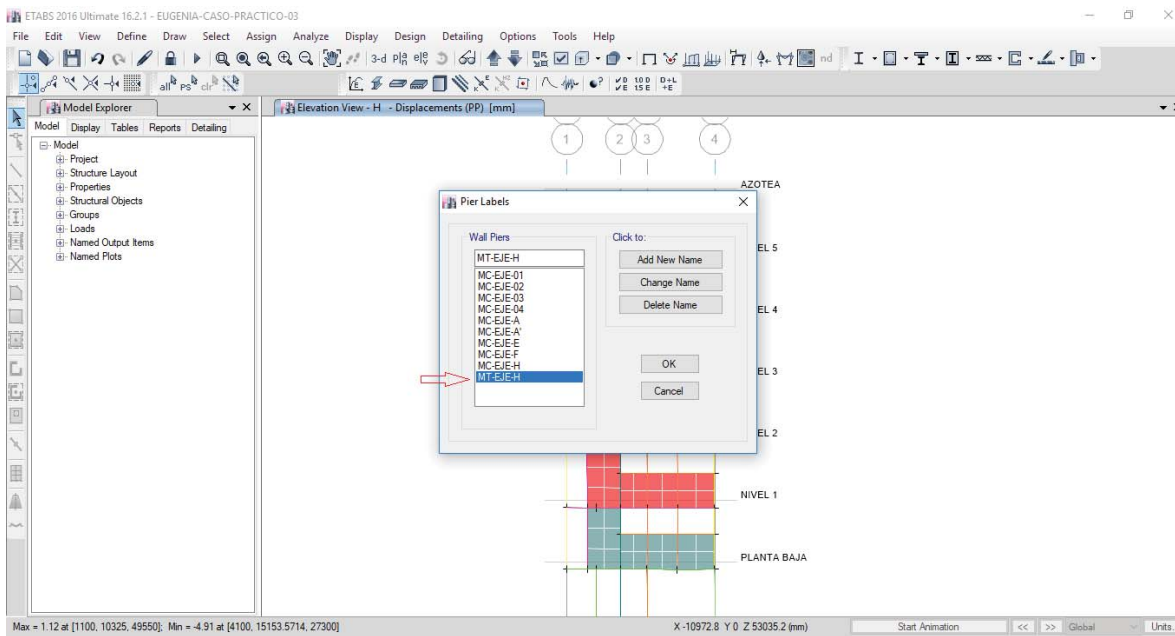 ETABS 2016 Ultimate 16.2.1 - EUGENIA-CASO-PRACTICO-03
File Edit View Define Draw Select Assign Analyze Display Design Detailing Options Tools Help
3-d
nd
all
PS
clr
Model Explorer
Elevation View - H - Displacements (PP) [mm]
Model Display Tables Reports Detailing
Model
Project
Structure Layout
Properties
Structural Objects
Groups
Loads
Named Output Items
Named Plots
1 2 3 4
AZOTEA
EL 5
EL 4
EL 3
EL 2
NIVEL 1
PLANTA BAJA
Pier Labels
Wall Piers
MT-EJE-H
MC-EJE-01
MC-EJE-02
MC-EJE-03
MC-EJE-04
MC-EJE-A
MC-EJE-A'
MC-EJE-E
MC-EJE-F
MC-EJE-H
MT-EJE-H
Click to:
Add New Name
Change Name
Delete Name
OK
Cancel
Max = 1.12 at [1100, 10325, 49550]; Min = -4.91 at [4100, 15153.5714, 27300]
X -10972.8 Y 0 Z 53035.2 (mm)
Start Animation
<< >>
Global
Units